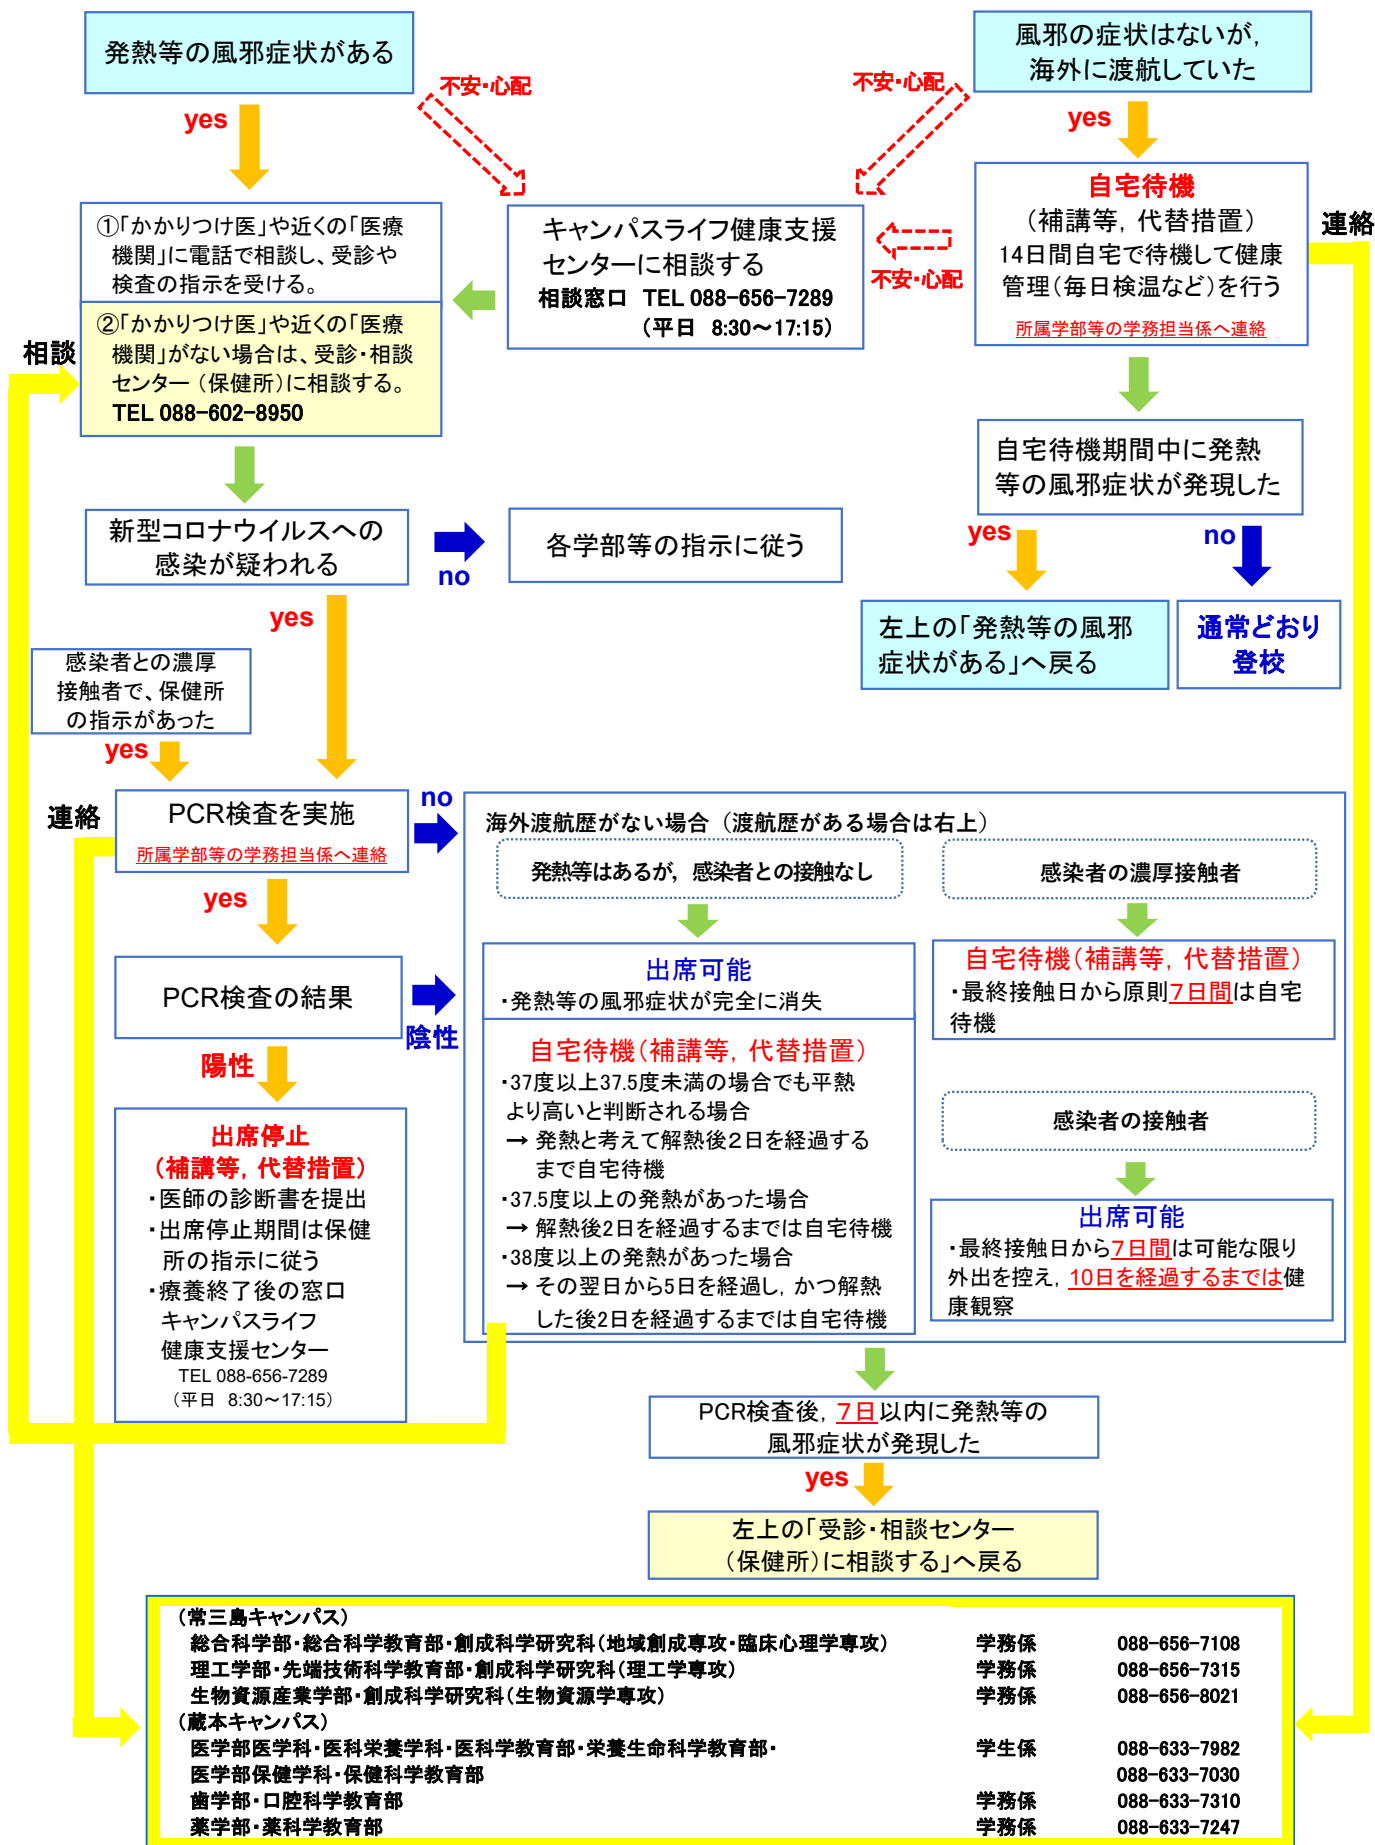 発熱等の風邪症状がある
風邪の症状はないが,
海外に渡航していた
不安・心配
不安・心配
yes
yes
①「かかりつけ医」や近くの「医療
機関」に電話で相談し、受診や
検査の指示を受ける。
②「かかりつけ医」や近くの「医療
機関」がない場合は、受診・相談
センター（保健所）に相談する。
TEL 088-602-8950
相談
キャンパスライフ健康支援
センターに相談する
相談窓口 TEL 088-656-7289
（平日 8:30～17:15）
不安・心配
自宅待機
（補講等，代替措置）
14日間自宅で待機して健康
管理（毎日検温など）を行う
所属学部等の学務担当係へ連絡
連絡
自宅待機期間中に発熱
等の風邪症状が発現した
yes
no
新型コロナウイルスへの
感染が疑われる
no
各学部等の指示に従う
左上の「発熱等の風邪
症状がある」へ戻る
通常どおり
登校
yes
感染者との濃厚
接触者で、保健所
の指示があった
yes
連絡
PCR検査を実施
所属学部等の学務担当係へ連絡
no
yes
PCR検査の結果
陰性
陽性
出席停止
（補講等，代替措置）
・医師の診断書を提出
・出席停止期間は保健
所の指示に従う
・療養終了後の窓口
キャンパスライフ
健康支援センター
TEL 088-656-7289
（平日 8:30～17:15）
海外渡航歴がない場合（渡航歴がある場合は右上）
発熱等はあるが，感染者との接触なし
出席可能
・発熱等の風邪症状が完全に消失
自宅待機（補講等，代替措置）
・37度以上37.5度未満の場合でも平熱
より高いと判断される場合
→ 発熱と考えて解熱後２日を経過する
まで自宅待機
・37.5度以上の発熱があった場合
→ 解熱後2日を経過するまでは自宅待機
・38度以上の発熱があった場合
→ その翌日から5日を経過し，かつ解熱
した後2日を経過するまでは自宅待機
感染者の濃厚接触者
自宅待機（補講等，代替措置）
・最終接触日から原則７日間は自宅
待機
感染者の接触者
出席可能
・最終接触日から７日間は可能な限り
外出を控え，10日を経過するまでは健
康観察
PCR検査後，７日以内に発熱等の
風邪症状が発現した
yes
左上の「受診・相談センター
（保健所）に相談する」へ戻る
（常三島キャンパス）
総合科学部・総合科学教育部・創成科学研究科（地域創成専攻・臨床心理学専攻） 学務係 088-656-7108
理工学部・先端技術科学教育部・創成科学研究科（理工学専攻） 学務係 088-656-7315
生物資源産業学部・創成科学研究科（生物資源学専攻） 学務係 088-656-8021
（蔵本キャンパス）
医学部医学科・医科栄養学科・医科学教育部・栄養生命科学教育部・ 学生係 088-633-7982
医学部保健学科・保健科学教育部 088-633-7030
歯学部・口腔科学教育部 学務係 088-633-7310
薬学部・薬科学教育部 学務係 088-633-7247